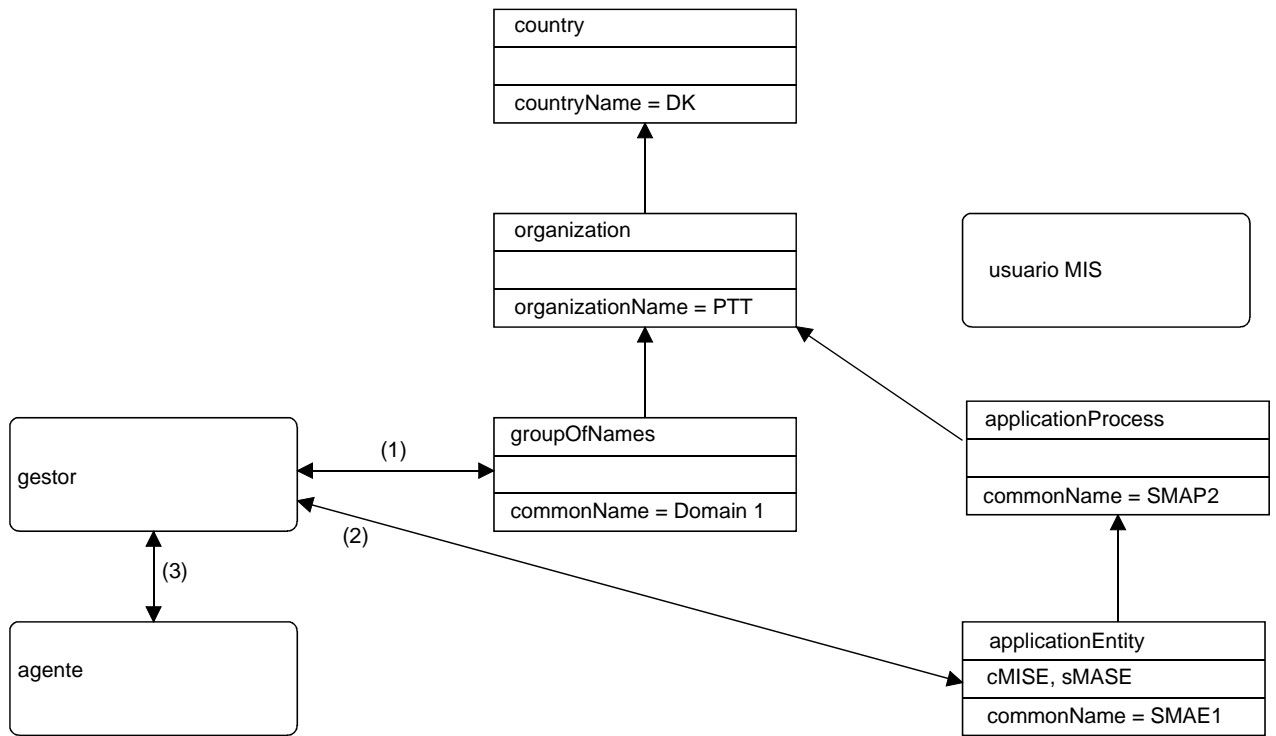 country
countryName = DK
organization
organizationName = PTT
usuario MIS
groupOfNames
commonName = Domain 1
applicationProcess
commonName = SMAP2
gestor
(1)
(2)
(3)
agente
applicationEntity
cMISE, sMASE
commonName = SMAE1